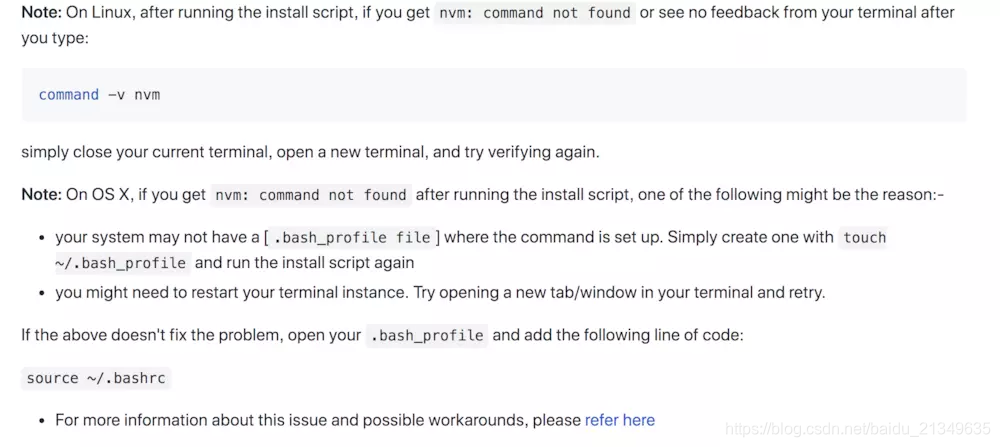 Note: On Linux, after running the install script, if you get nvm: command not found or see no feedback from your terminal after
you type:
command -v nvm
simply close your current terminal, open a new terminal, and try verifying again.
Note: On OS X, if you get nvm: command not found after running the install script, one of the following might be the reason:-
• your system may not have a [ .bash_profile file ] where the command is set up. Simply create one with touch
~/.bash_profile and run the install script again
• you might need to restart your terminal instance. Try opening a new tab/window in your terminal and retry.
If the above doesn't fix the problem, open your .bash_profile and add the following line of code:
source ~/.bashrc
• For more information about this issue and possible workarounds, please refer here
https://blog.csdn.net/baidu_21349635